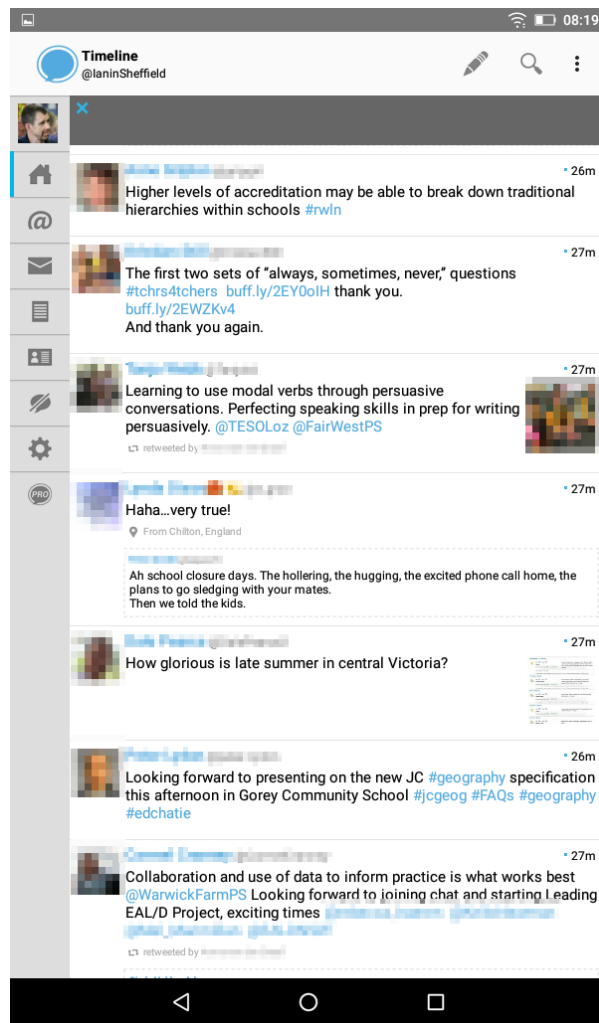 08:19
Timeline
@IaninSheffield
26m
Higher levels of accreditation may be able to break down traditional
hierarchies within schools #rwln
27m
The first two sets of “always, sometimes, never,” questions
#tchrs4tchers buff.ly/2EY0oIH thank you.
buff.ly/2EWZKv4
And thank you again.
27m
Learning to use modal verbs through persuasive
conversations. Perfecting speaking skills in prep for writing
persuasively. @TESOLoz @FairWestPS
retweeted by
27m
Haha…very true!
From Chilton, England
Ah school closure days. The hollering, the hugging, the excited phone call home, the
plans to go sledging with your mates.
Then we told the kids.
27m
How glorious is late summer in central Victoria?
26m
Looking forward to presenting on the new JC #geography specification
this afternoon in Gorey Community School #jcgeog #FAQs #geography
#edchatie
27m
Collaboration and use of data to inform practice is what works best
@WarwickFarmPS Looking forward to joining chat and starting Leading
EAL/D Project, exciting times
retweeted by
PRO